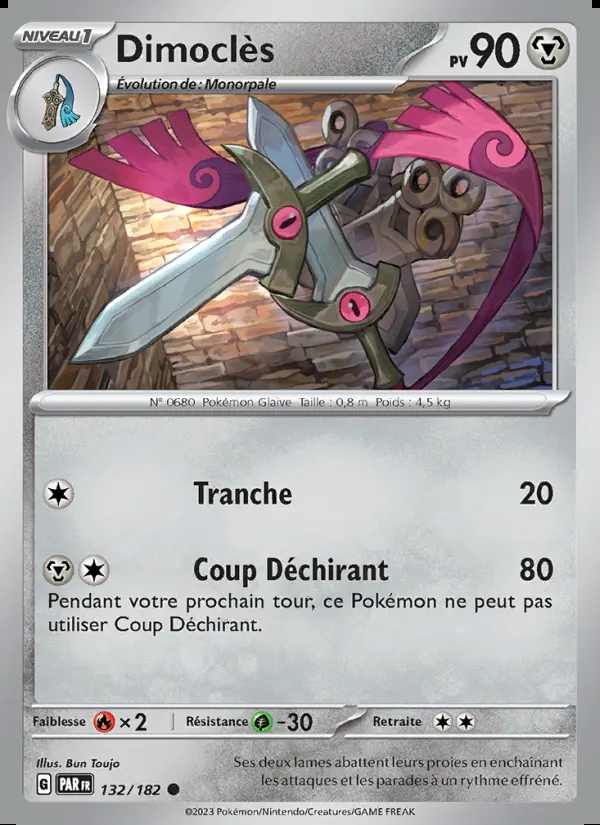 NIVEAU 1
Dimoclès
PV 90
Évolution de : Monorpale
N° 0680 Pokémon Glaive Taille : 0,8 m Poids : 4,5 kg
Tranche 20
Coup Déchirant 80
Pendant votre prochain tour, ce Pokémon ne peut pas
utiliser Coup Déchirant.
Faiblesse ×2 Résistance -30 Retraite
Illus. Bun Toujo
Ses deux lames abattent leurs proies en enchaînant
les attaques et les parades à un rythme effréné.
G PAR FR 132/182
©2023 Pokémon/Nintendo/Creatures/GAME FREAK